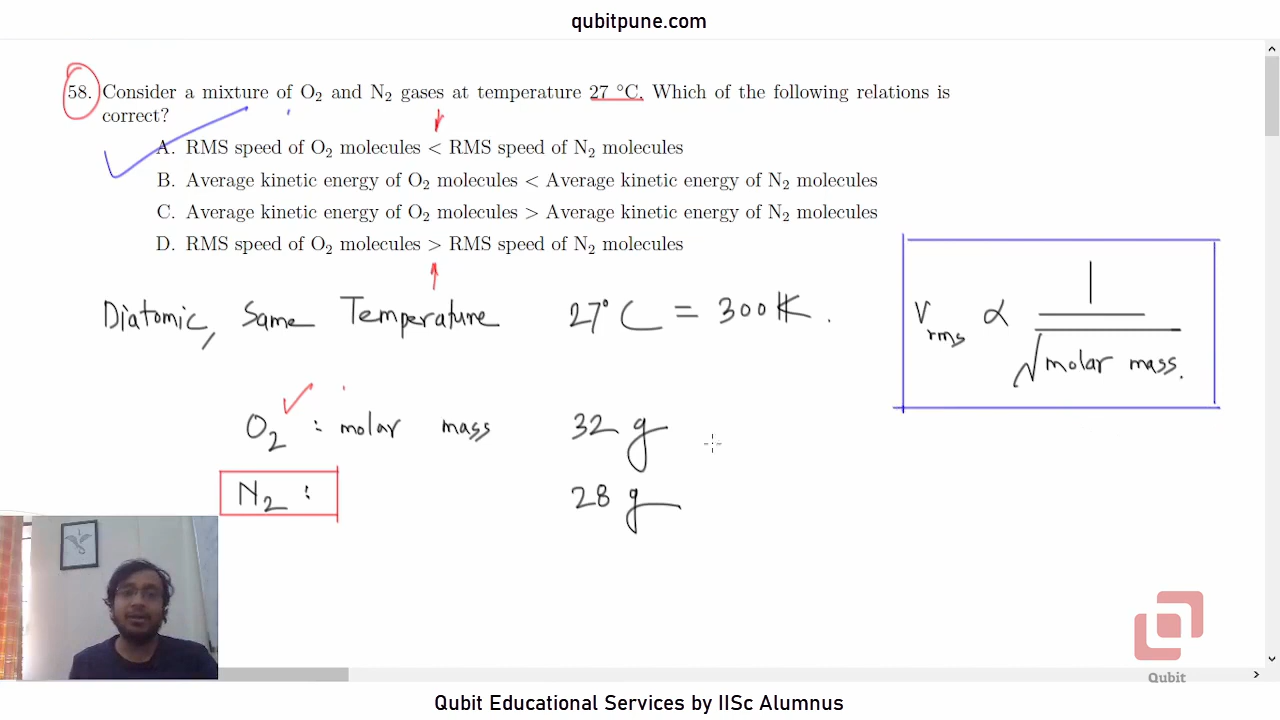 qubitpune.com
58. Consider a mixture of O₂ and N₂ gases at temperature 27 °C. Which of the following relations is
correct?
A. RMS speed of O₂ molecules < RMS speed of N₂ molecules
B. Average kinetic energy of O₂ molecules < Average kinetic energy of N₂ molecules
C. Average kinetic energy of O₂ molecules > Average kinetic energy of N₂ molecules
D. RMS speed of O₂ molecules > RMS speed of N₂ molecules
Diatomic, Same Temperature 27°C = 300K.
V_rms ∝ 1 / √molar mass.
O₂ : molar mass 32 g
N₂ : 28 g
Qubit
Qubit Educational Services by IISc Alumnus